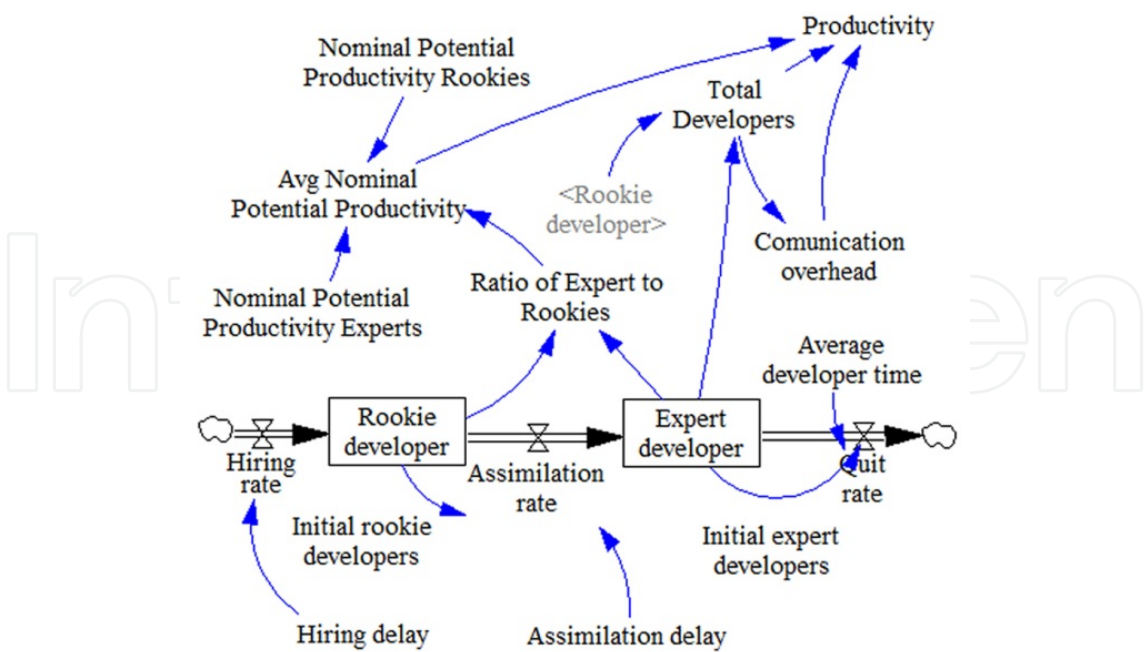 Productivity
Nominal Potential
Productivity Rookies
Total
Developers
Avg Nominal
Potential Productivity
<Rookie
developer>
Comunication
overhead
Ratio of Expert to
Rookies
Nominal Potential
Productivity Experts
Average
developer time
Rookie
developer
Expert
developer
Hiring
rate
Assimilation
rate
Quit
rate
Initial rookie
developers
Initial expert
developers
Hiring delay
Assimilation delay